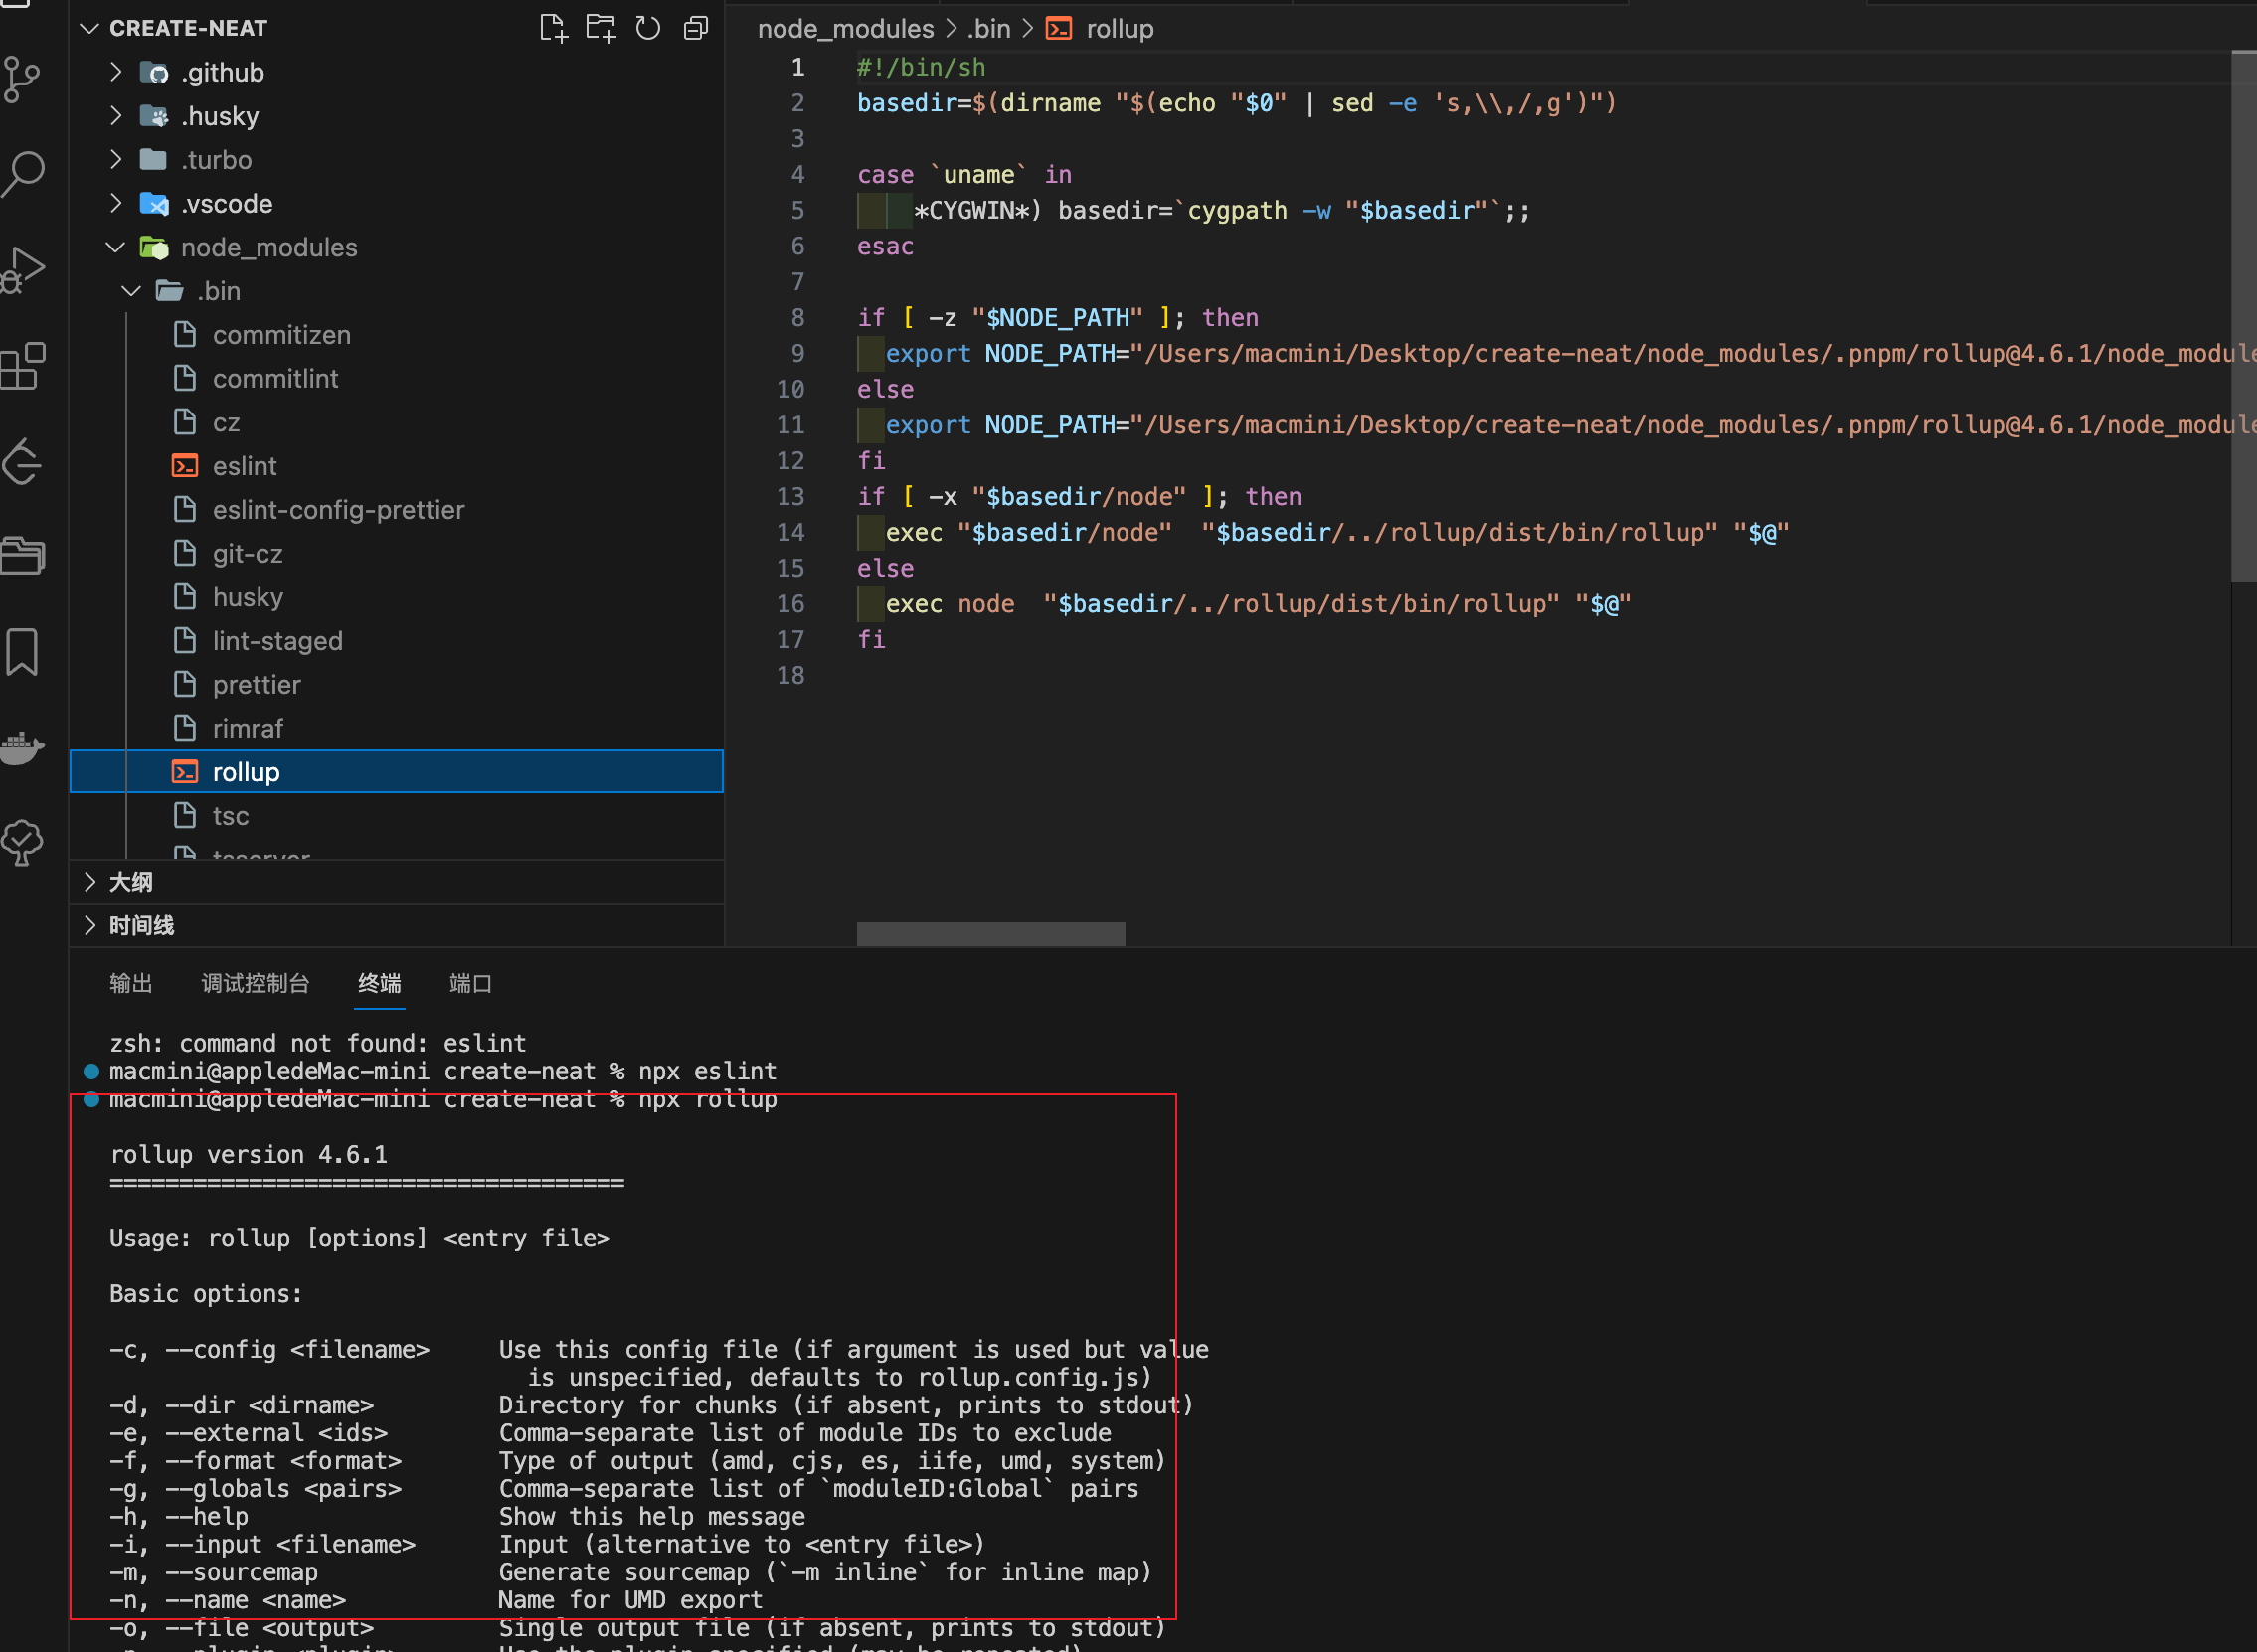 CREATE-NEAT
.github
.husky
.turbo
.vscode
node_modules
.bin
commitizen
commitlint
cz
eslint
eslint-config-prettier
git-cz
husky
lint-staged
prettier
rimraf
rollup
tsc
tsserver
大纲
时间线
node_modules > .bin > rollup
1 #!/bin/sh
2 basedir=$(dirname "$(echo "$0" | sed -e 's,\\,/,g')")
3
4 case `uname` in
5     *CYGWIN*) basedir=`cygpath -w "$basedir"`;;
6 esac
7
8 if [ -z "$NODE_PATH" ]; then
9   export NODE_PATH="/Users/macmini/Desktop/create-neat/node_modules/.pnpm/rollup@4.6.1/node_module
10 else
11   export NODE_PATH="/Users/macmini/Desktop/create-neat/node_modules/.pnpm/rollup@4.6.1/node_module
12 fi
13 if [ -x "$basedir/node" ]; then
14   exec "$basedir/node"  "$basedir/../rollup/dist/bin/rollup" "$@"
15 else
16   exec node  "$basedir/../rollup/dist/bin/rollup" "$@"
17 fi
18
输出 调试控制台 终端 端口
zsh: command not found: eslint
macmini@appledeMac-mini create-neat % npx eslint
macmini@appledeMac-mini create-neat % npx rollup
rollup version 4.6.1
=====================================
Usage: rollup [options] <entry file>
Basic options:
-c, --config <filename>     Use this config file (if argument is used but value
is unspecified, defaults to rollup.config.js)
-d, --dir <dirname>         Directory for chunks (if absent, prints to stdout)
-e, --external <ids>        Comma-separate list of module IDs to exclude
-f, --format <format>       Type of output (amd, cjs, es, iife, umd, system)
-g, --globals <pairs>       Comma-separate list of `moduleID:Global` pairs
-h, --help                  Show this help message
-i, --input <filename>      Input (alternative to <entry file>)
-m, --sourcemap             Generate sourcemap (`-m inline` for inline map)
-n, --name <name>           Name for UMD export
-o, --file <output>         Single output file (if absent, prints to stdout)
-p, --plugin <plugin>       Use the plugin specified (may be repeated)